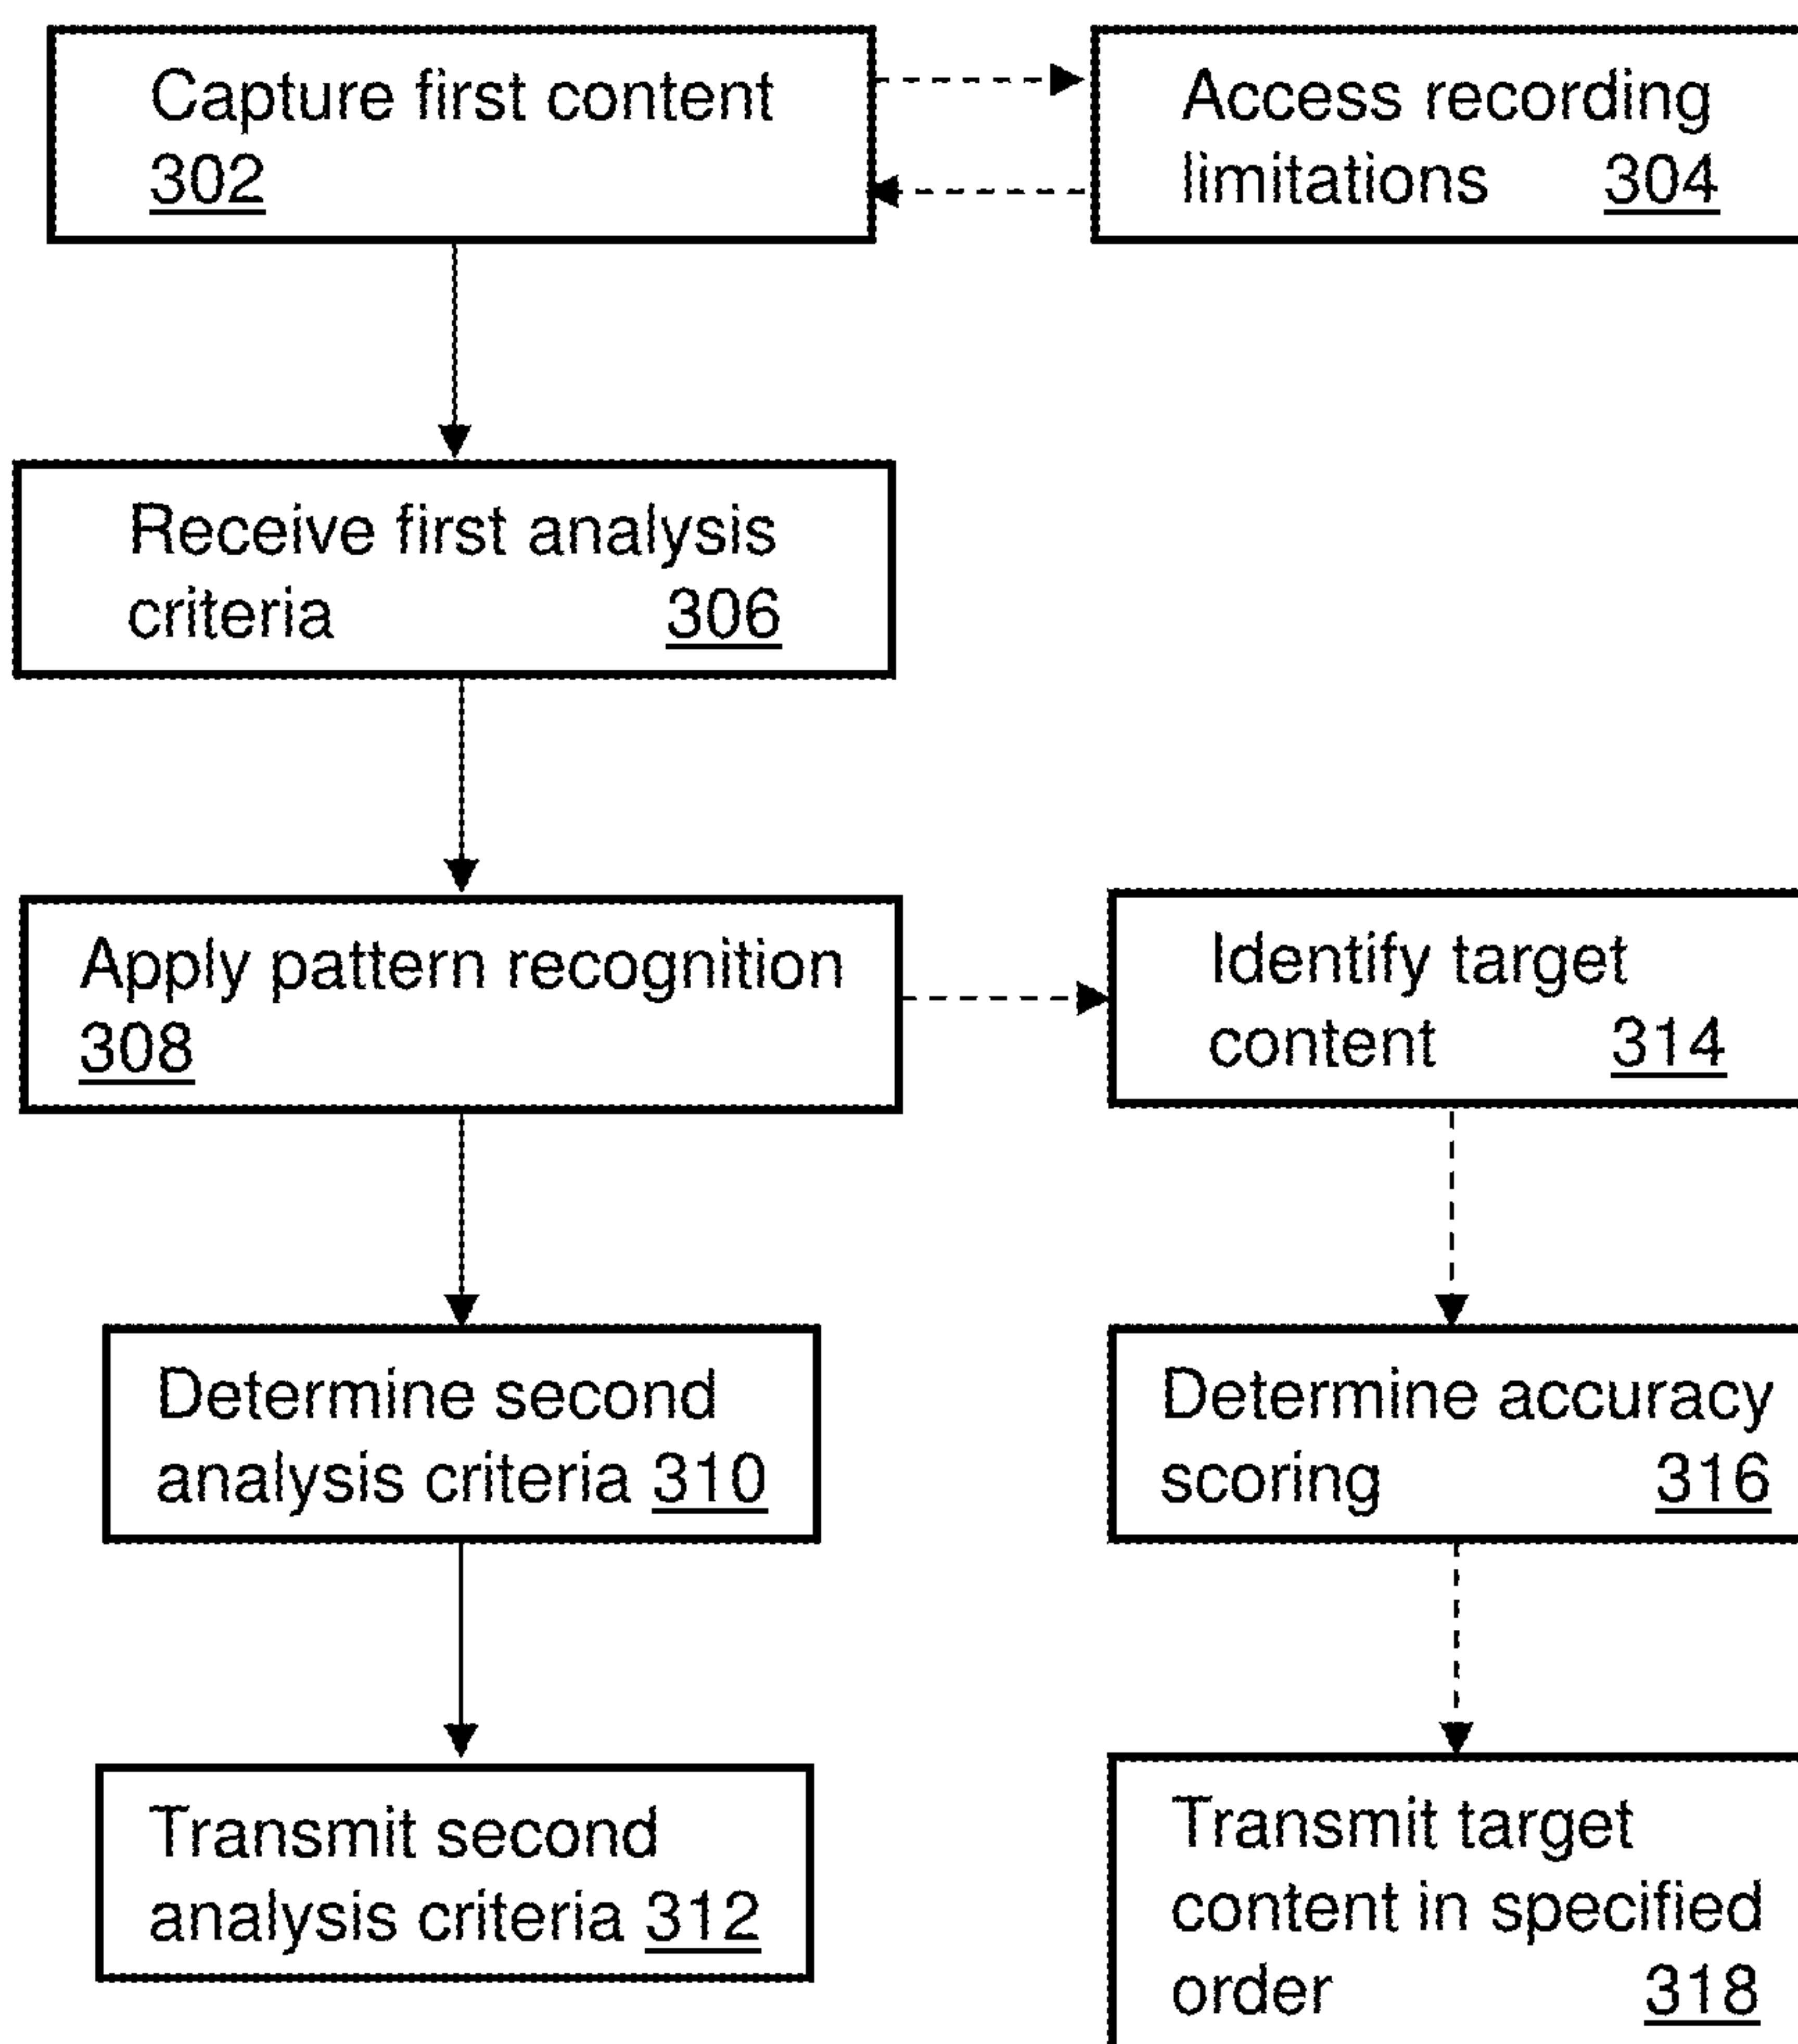 Capture first content
302
Access recording
limitations 304
Receive first analysis
criteria 306
Apply pattern recognition
308
Identify target
content 314
Determine second
analysis criteria 310
Determine accuracy
scoring 316
Transmit second
analysis criteria 312
Transmit target
content in specified
order 318